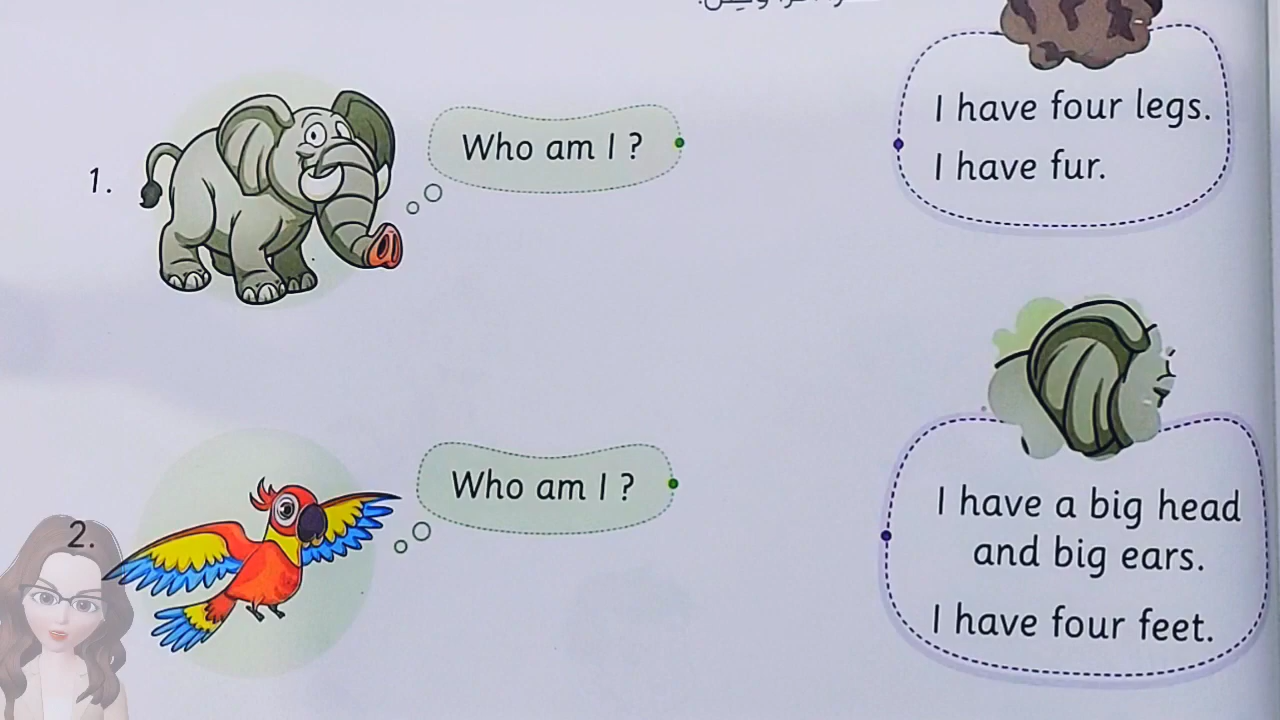 I have four legs.
I have fur.
1.
Who am I ?
2.
Who am I ?
I have a big head
and big ears.
I have four feet.